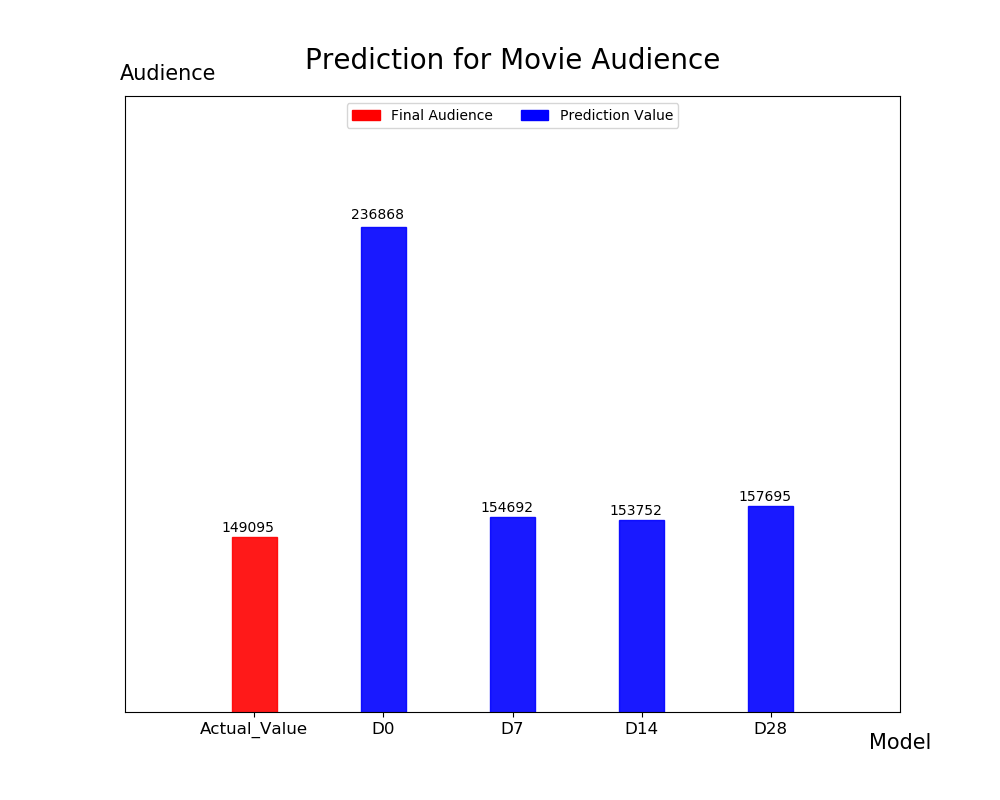 Prediction for Movie Audience
Audience
Final Audience Prediction Value
236868
157695
154692
153752
149095
Actual_Value D0 D7 D14 D28
Model